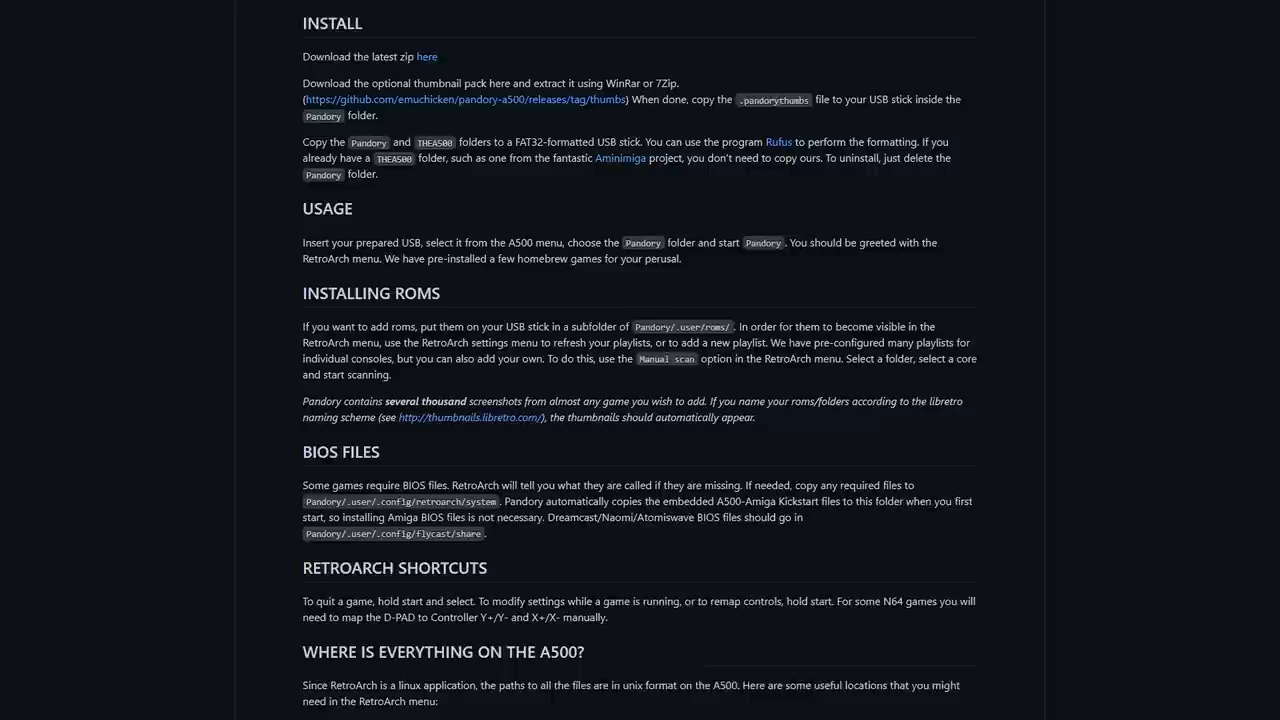 INSTALL
Download the latest zip here
Download the optional thumbnail pack here and extract it using WinRar or 7Zip.
(https://github.com/emuchicken/pandory-a500/releases/tag/thumbs) When done, copy the .pandorythumbs file to your USB stick inside the
Pandory folder.
Copy the Pandory and THEA500 folders to a FAT32-formatted USB stick. You can use the program Rufus to perform the formatting. If you
already have a THEA500 folder, such as one from the fantastic Aminimiga project, you don't need to copy ours. To uninstall, just delete the
Pandory folder.
USAGE
Insert your prepared USB, select it from the A500 menu, choose the Pandory folder and start Pandory. You should be greeted with the
RetroArch menu. We have pre-installed a few homebrew games for your perusal.
INSTALLING ROMS
If you want to add roms, put them on your USB stick in a subfolder of Pandory/.user/roms/. In order for them to become visible in the
RetroArch menu, use the RetroArch settings menu to refresh your playlists, or to add a new playlist. We have pre-configured many playlists for
individual consoles, but you can also add your own. To do this, use the Manual scan option in the RetroArch menu. Select a folder, select a core
and start scanning.
Pandory contains several thousand screenshots from almost any game you wish to add. If you name your roms/folders according to the libretro
naming scheme (see http://thumbnails.libretro.com/), the thumbnails should automatically appear.
BIOS FILES
Some games require BIOS files. RetroArch will tell you what they are called if they are missing. If needed, copy any required files to
Pandory/.user/.config/retroarch/system. Pandory automatically copies the embedded A500-Amiga Kickstart files to this folder when you first
start, so installing Amiga BIOS files is not necessary. Dreamcast/Naomi/Atomiswave BIOS files should go in
Pandory/.user/.config/flycast/share.
RETROARCH SHORTCUTS
To quit a game, hold start and select. To modify settings while a game is running, or to remap controls, hold start. For some N64 games you will
need to map the D-PAD to Controller Y+/Y- and X+/X- manually.
WHERE IS EVERYTHING ON THE A500?
Since RetroArch is a linux application, the paths to all the files are in unix format on the A500. Here are some useful locations that you might
need in the RetroArch menu: